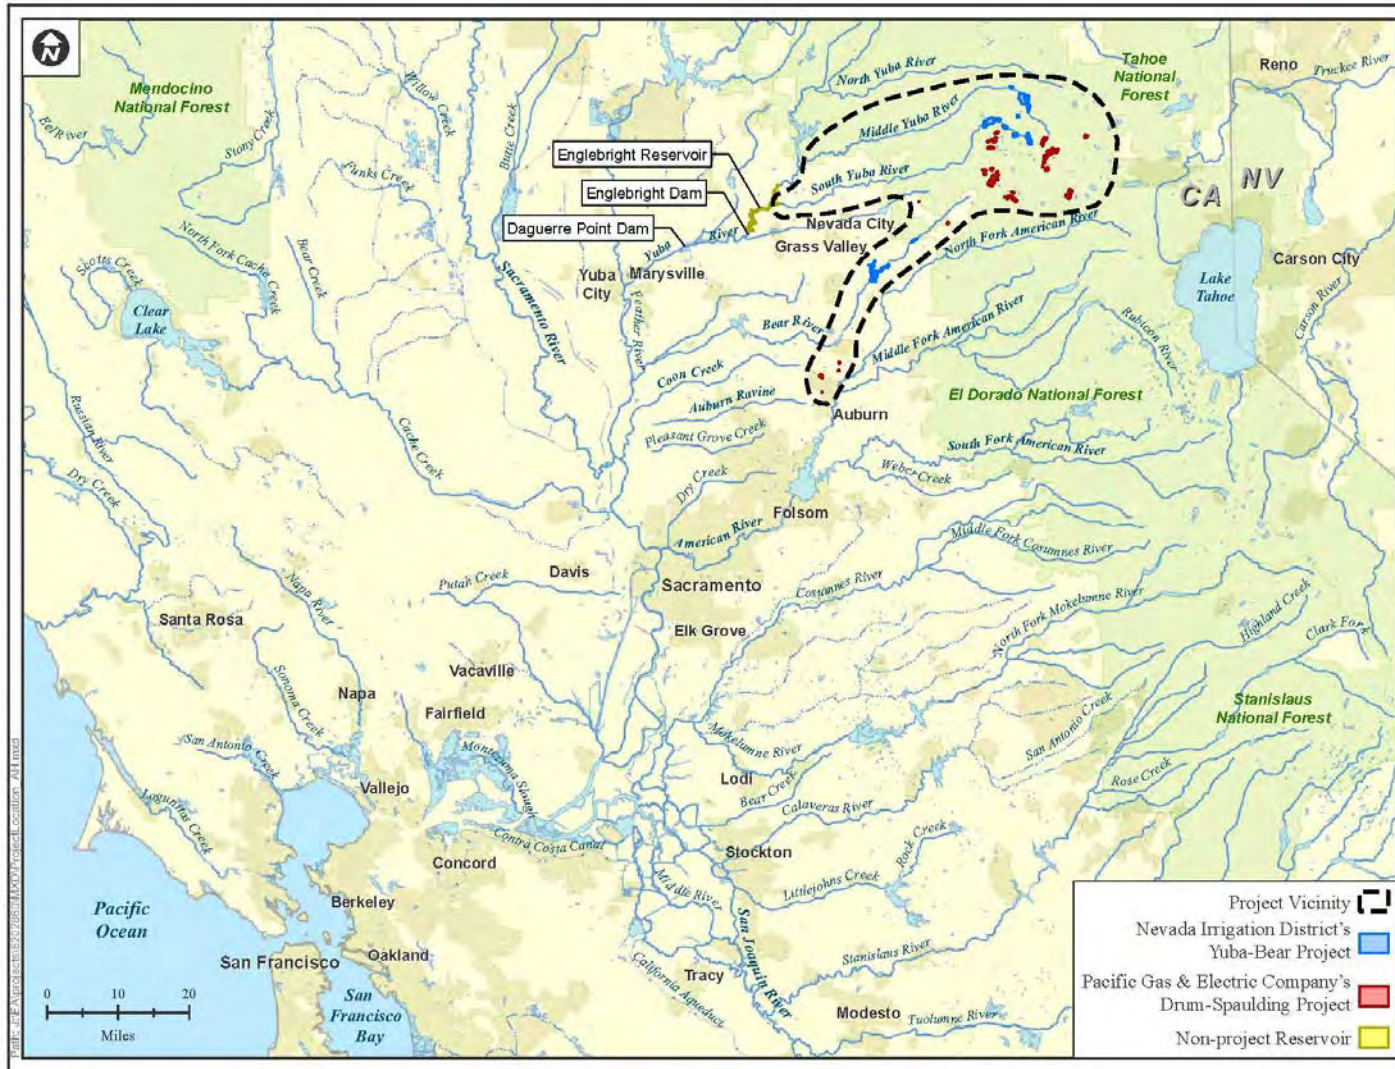 N
Mendocino
National Forest
Eel River
Stony Creek
Willow Creek
Butte Creek
Funks Creek
North Fork Cache Creek
Bear Creek
Scotts Creek
Clear
Lake
Sacramento River
Feather River
Yuba
City
Marysville
Yuba
River
Englebright Reservoir
Englebright Dam
Daguerre Point Dam
North Yuba River
Middle Yuba River
South Yuba River
Nevada City
Grass Valley
North Fork American River
Tahoe
National
Forest
Reno
Truckee River
CA
NV
Lake
Tahoe
Carson City
Carson River
Rubicon River
Bear River
Middle Fork American River
Coon Creek
Auburn Ravine
Auburn
Pleasant Grove Creek
El Dorado National Forest
South Fork American River
Weber Creek
Dry Creek
Folsom
American River
Russian River
Dry Creek
Cache Creek
Middle Fork Cosumnes River
Cosumnes River
Davis
Putah Creek
Sacramento
Elk Grove
Santa Rosa
Napa River
Sonoma Creek
Napa
Vacaville
Fairfield
North Fork Mokelumne River
Highland Creek
Clark Fork
Stanislaus
National Forest
San Antonio Creek
San Antonio Creek
Lagunitas Creek
Vallejo
Montezuma Slough
Mokelumne River
Lodi
Bear Creek
Calaveras River
Rose Creek
Contra Costa Canal
Concord
Stockton
Rock Creek
Littlejohns Creek
Middle River
San Joaquin River
Berkeley
Pacific
Ocean
Oakland
San Francisco
San
Francisco
Bay
Stanislaus River
Tracy
California Aqueduct
Modesto
Tuolumne River
0 10 20
Miles
Project Vicinity
Nevada Irrigation District's
Yuba-Bear Project
Pacific Gas & Electric Company's
Drum-Spaulding Project
Non-project Reservoir